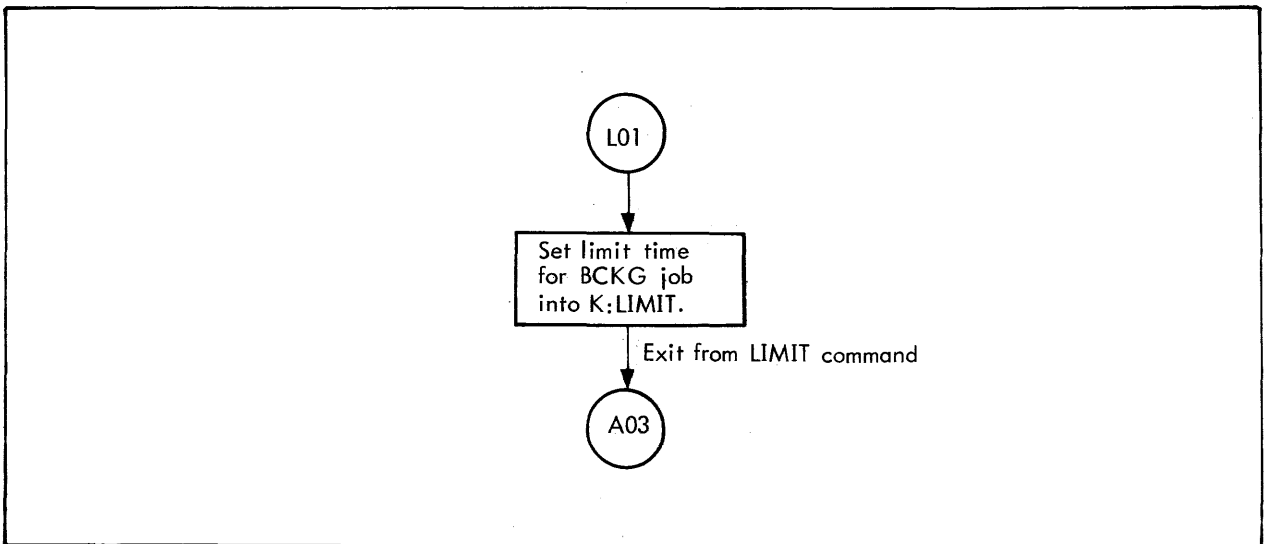 L01
Set limit time
for BCKG job
into K:LIMIT.
Exit from LIMIT command
A03